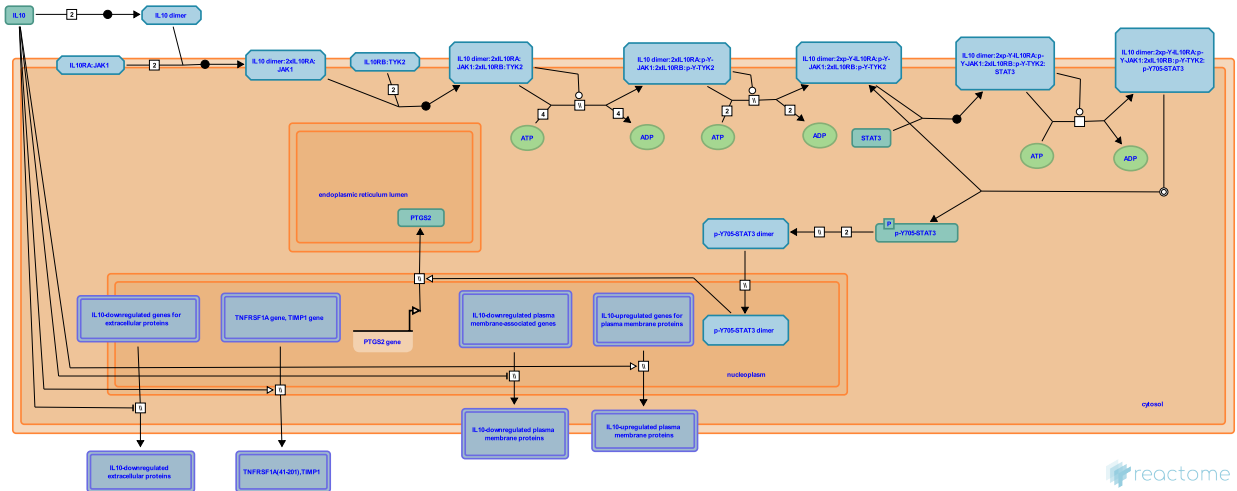 IL10
2
IL10 dimer
IL10RA:JAK1
2
IL10 dimer:2xIL10RA:
JAK1
IL10RB:TYK2
2
IL10 dimer:2xIL10RA:
JAK1:2xIL10RB:TYK2
4
\\
4
ATP
ADP
IL10 dimer:2xIL10RA:p-Y-
JAK1:2xIL10RB:p-Y-TYK2
2
\\
2
ATP
ADP
IL10 dimer:2xp-Y-IL10RA:p-Y-
JAK1:2xIL10RB:p-Y-TYK2
STAT3
IL10 dimer:2xp-Y-IL10RA:p-
Y-JAK1:2xIL10RB:p-Y-TYK2:
STAT3
ATP
ADP
IL10 dimer:2xp-Y-IL10RA:p-
Y-JAK1:2xIL10RB:p-Y-TYK2:
p-Y705-STAT3
endoplasmic reticulum lumen
PTGS2
P
p-Y705-STAT3
2
\\
p-Y705-STAT3 dimer
\\
\\
p-Y705-STAT3 dimer
IL10-downregulated genes for
extracellular proteins
TNFRSF1A gene, TIMP1 gene
PTGS2 gene
IL10-downregulated plasma
membrane-associated genes
IL10-upregulated genes for
plasma membrane proteins
nucleoplasm
\\
\\
\\
\\
cytosol
IL10-downregulated
extracellular proteins
TNFRSF1A(41-201),TIMP1
IL10-downregulated plasma
membrane proteins
IL10-upregulated plasma
membrane proteins
reactome